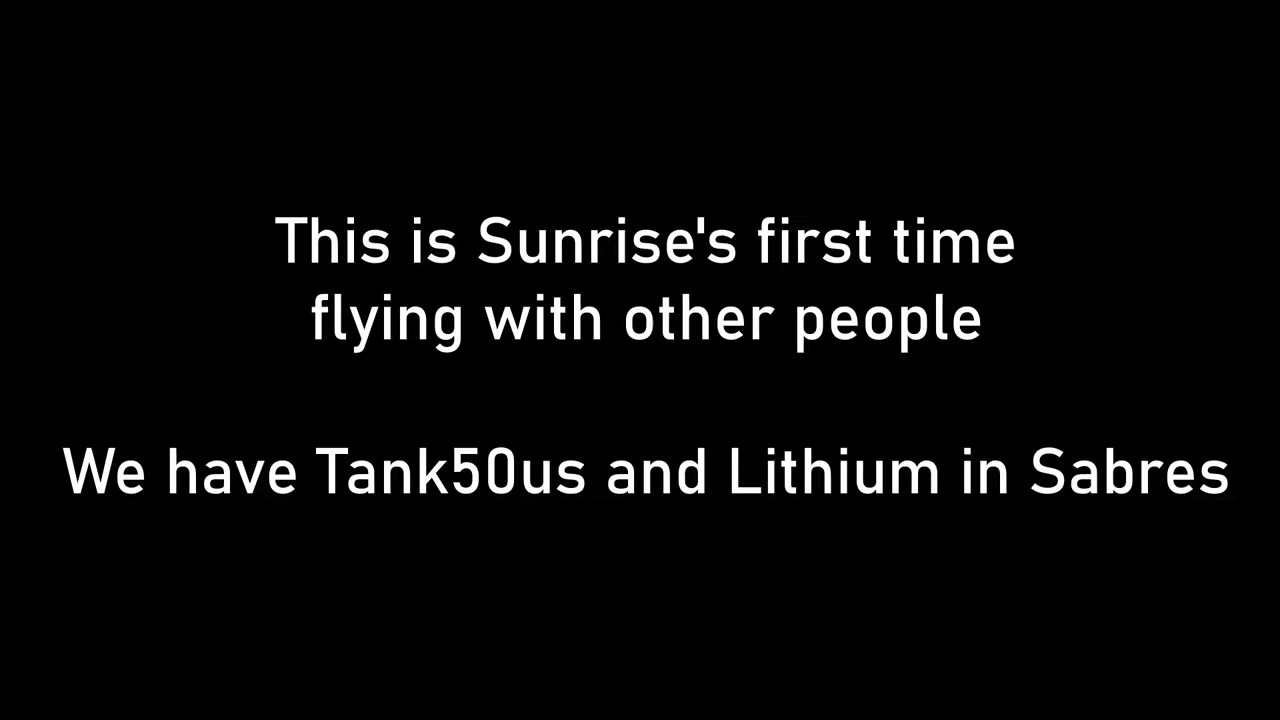 This is Sunrise's first time
flying with other people
We have Tank50us and Lithium in Sabres